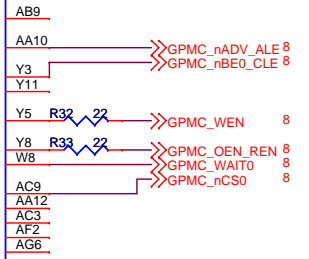 AB9
AA10 GPMC_nADV_ALE 8
Y3 GPMC_nBE0_CLE 8
Y11
Y5 R32 22 GPMC_WEN 8
Y8 R33 22 GPMC_OEN_REN 8
W8 GPMC_WAIT0 8
AC9 GPMC_nCS0 8
AA12
AC3
AF2
AG6